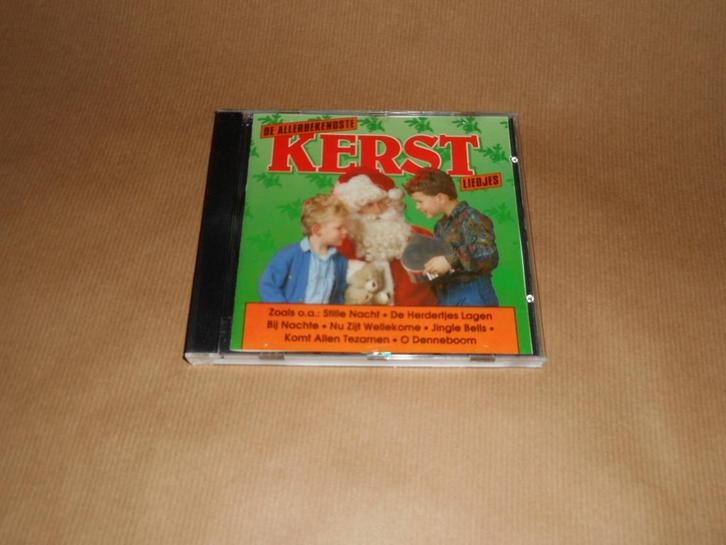 DE ALLERBEKENDSTE
KERST
LIEDJES
Zoals o.a.: Stille Nacht • De Herdertjes Lagen
Bij Nachte • Nu Zijt Wellekome • Jingle Bells •
Komt Allen Tezamen • O Denneboom